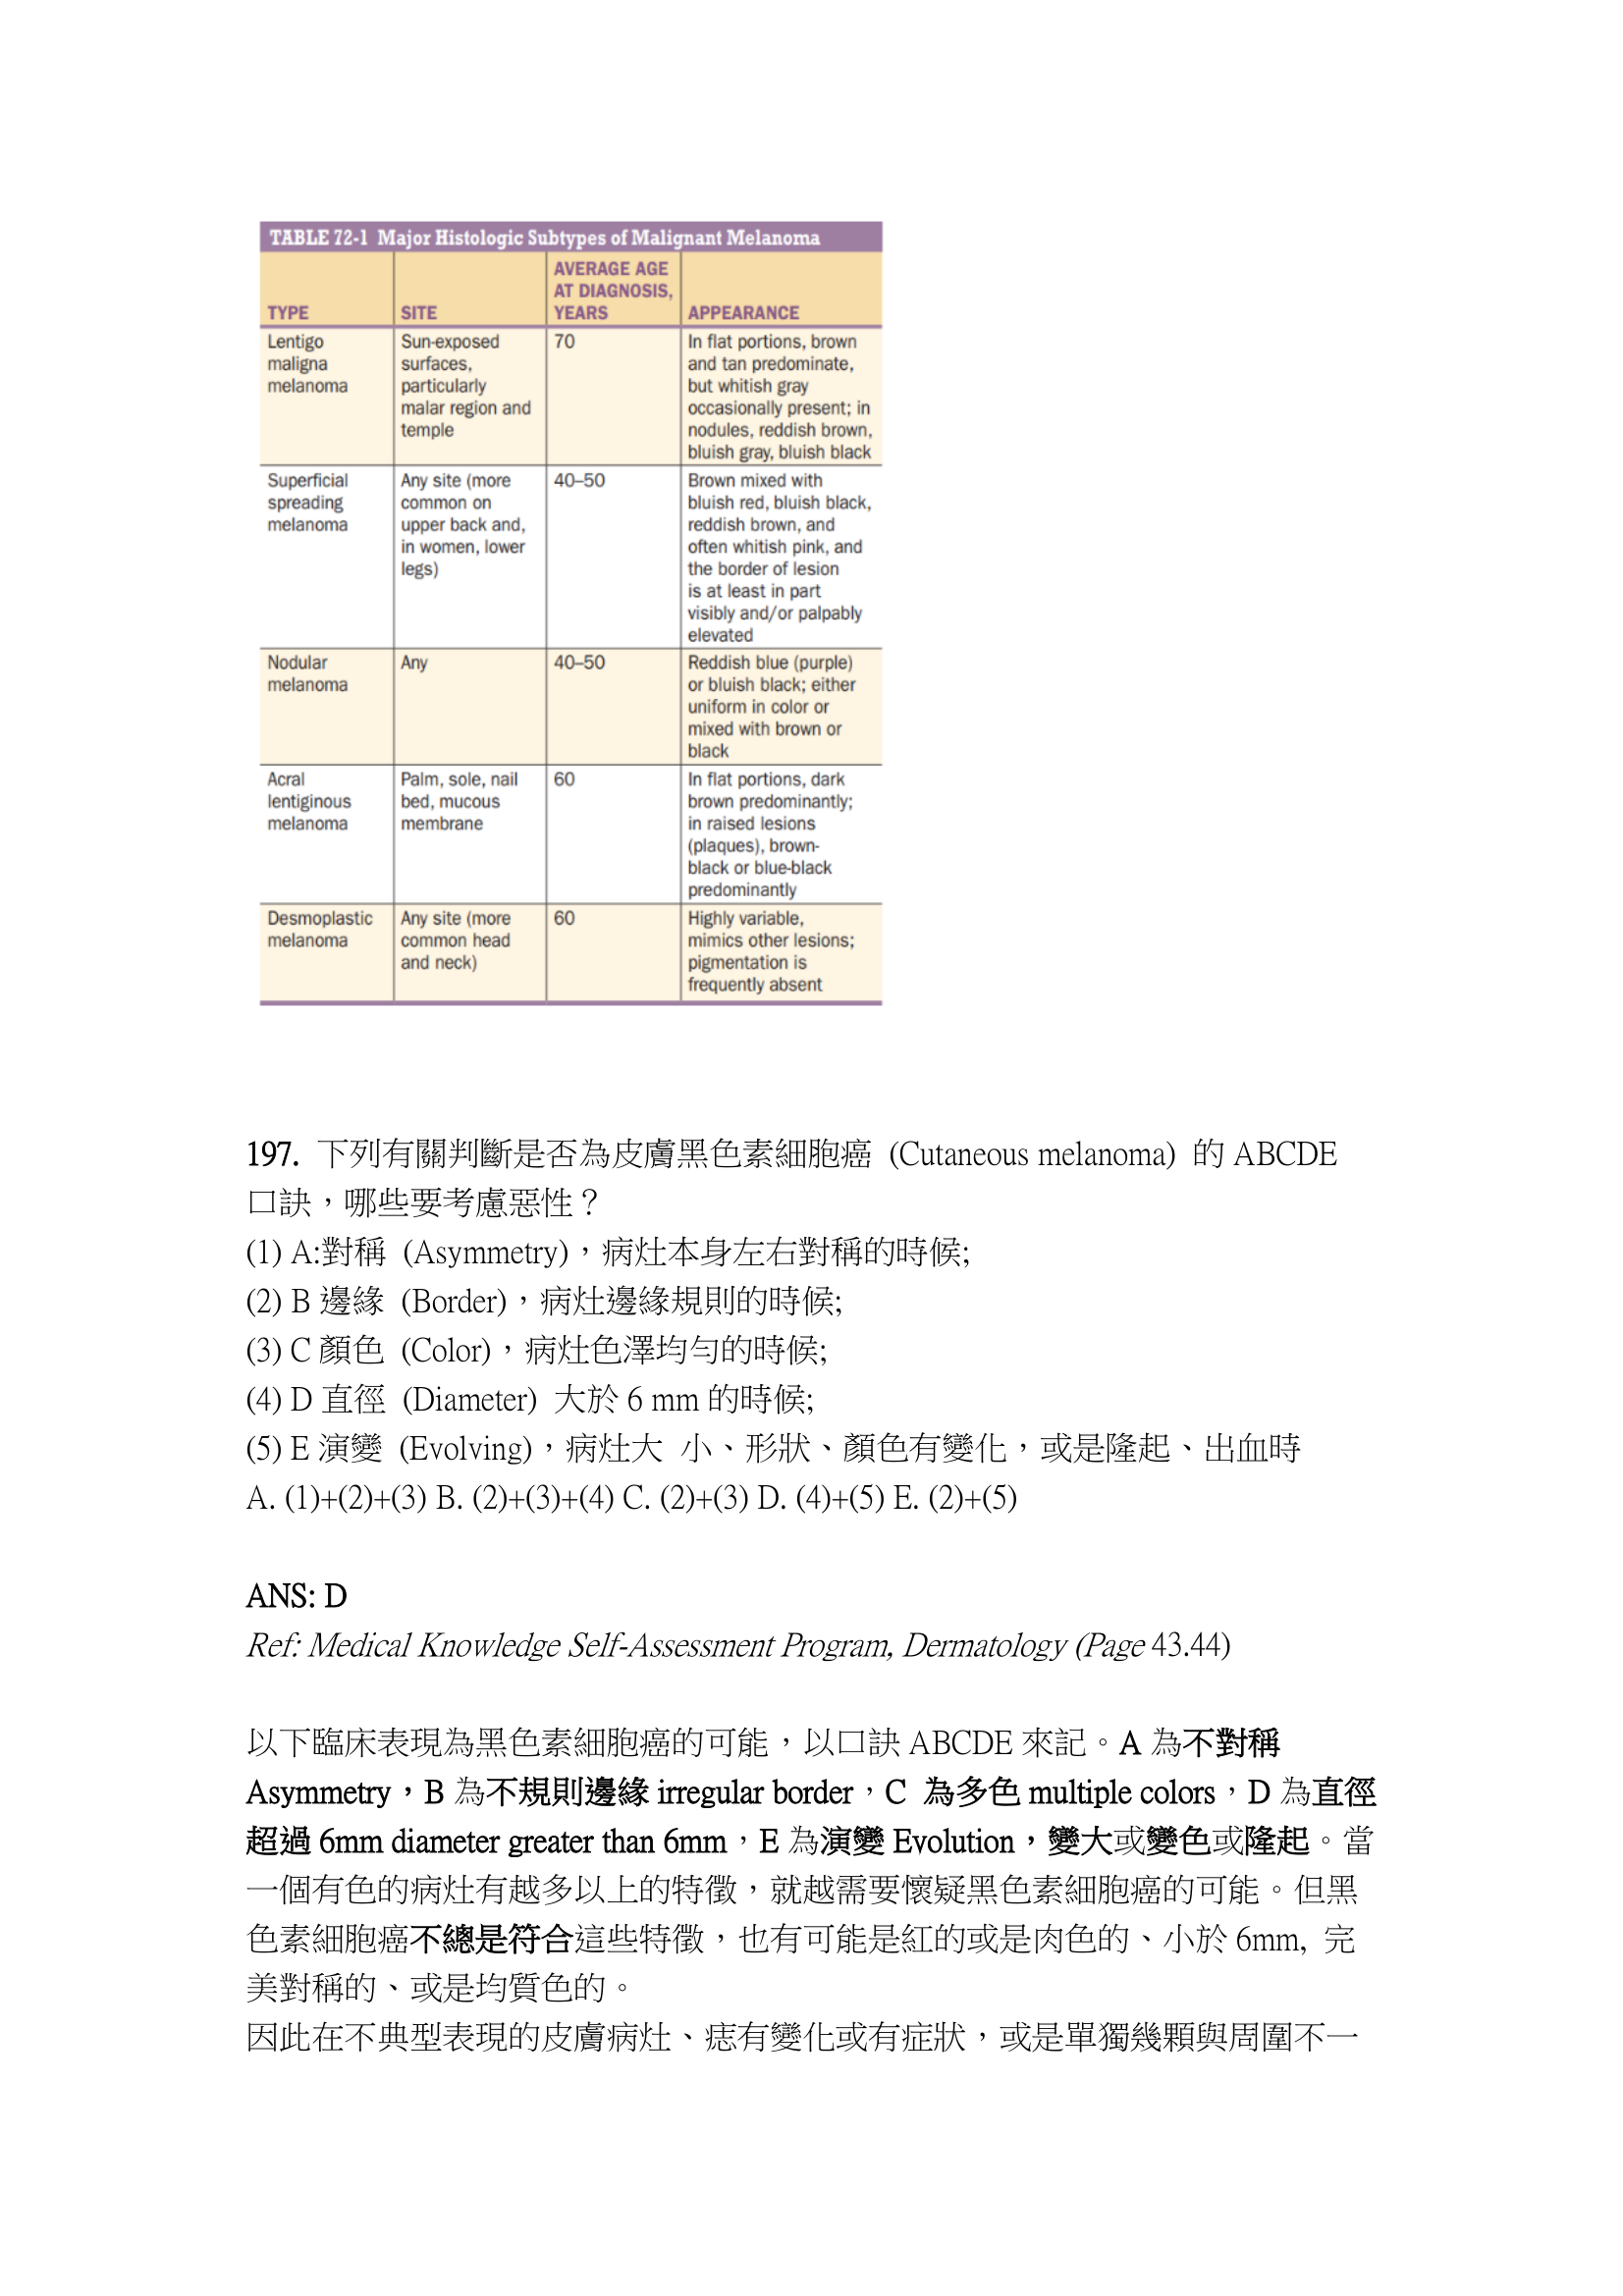 TABLE 72-1 Major Histologic Subtypes of Malignant Melanoma
TYPE
SITE
AVERAGE AGE
AT DIAGNOSIS,
YEARS
APPEARANCE
Lentigo
maligna
melanoma
Sun-exposed
surfaces,
particularly
malar region and
temple
70
In flat portions, brown
and tan predominate,
but whitish gray
occasionally present; in
nodules, reddish brown,
bluish gray, bluish black
Superficial
spreading
melanoma
Any site (more
common on
upper back and,
in women, lower
legs)
40–50
Brown mixed with
bluish red, bluish black,
reddish brown, and
often whitish pink, and
the border of lesion
is at least in part
visibly and/or palpably
elevated
Nodular
melanoma
Any
40–50
Reddish blue (purple)
or bluish black; either
uniform in color or
mixed with brown or
black
Acral
lentiginous
melanoma
Palm, sole, nail
bed, mucous
membrane
60
In flat portions, dark
brown predominantly;
in raised lesions
(plaques), brown-
black or blue-black
predominantly
Desmoplastic
melanoma
Any site (more
common head
and neck)
60
Highly variable,
mimics other lesions;
pigmentation is
frequently absent
197. 下列有關判斷是否為皮膚黑色素細胞癌 (Cutaneous melanoma) 的 ABCDE
口訣，哪些要考慮惡性？
(1) A:對稱 (Asymmetry)，病灶本身左右對稱的時候;
(2) B 邊緣 (Border)，病灶邊緣規則的時候;
(3) C 顏色 (Color)，病灶色澤均勻的時候;
(4) D 直徑 (Diameter) 大於 6 mm 的時候;
(5) E 演變 (Evolving)，病灶大 小、形狀、顏色有變化，或是隆起、出血時
A. (1)+(2)+(3) B. (2)+(3)+(4) C. (2)+(3) D. (4)+(5) E. (2)+(5)
ANS: D
Ref: Medical Knowledge Self-Assessment Program, Dermatology (Page 43.44)
以下臨床表現為黑色素細胞癌的可能，以口訣 ABCDE 來記。A 為不對稱
Asymmetry，B 為不規則邊緣 irregular border，C 為多色 multiple colors，D 為直徑
超過 6mm diameter greater than 6mm，E 為演變 Evolution，變大或變色或隆起。當
一個有色的病灶有越多以上的特徵，就越需要懷疑黑色素細胞癌的可能。但黑
色素細胞癌不總是符合這些特徵，也有可能是紅的或是肉色的、小於 6mm, 完
美對稱的、或是均質色的。
因此在不典型表現的皮膚病灶、痣有變化或有症狀，或是單獨幾顆與周圍不一